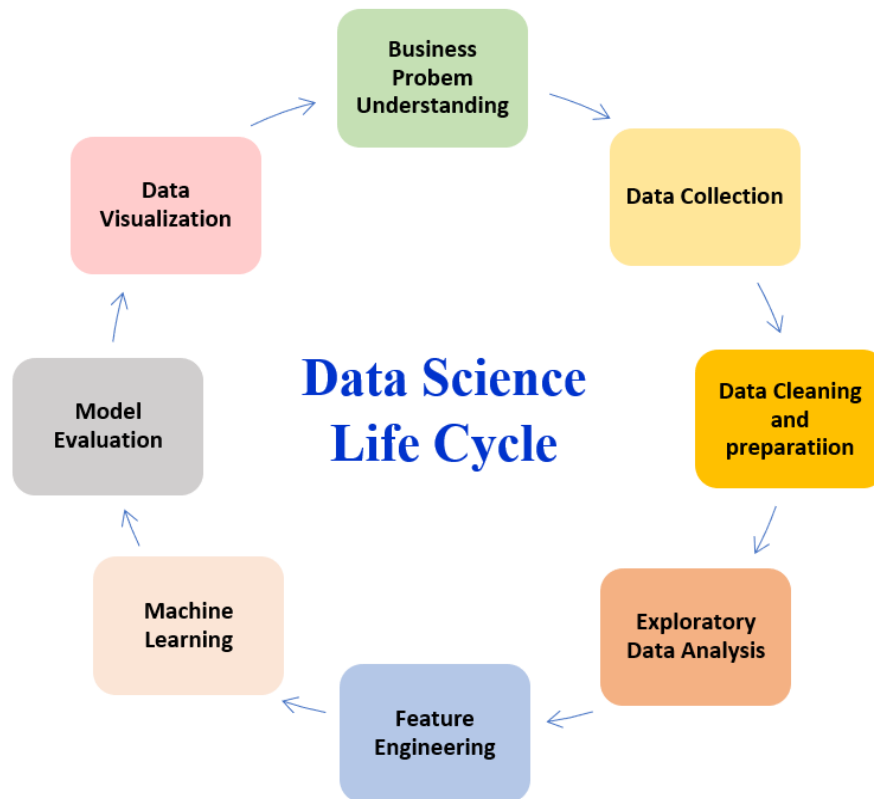 Business
Probem
Understanding
Data Collection
Data Cleaning
and
preparatiion
Exploratory
Data Analysis
Feature
Engineering
Machine
Learning
Model
Evaluation
Data
Visualization
Data Science
Life Cycle